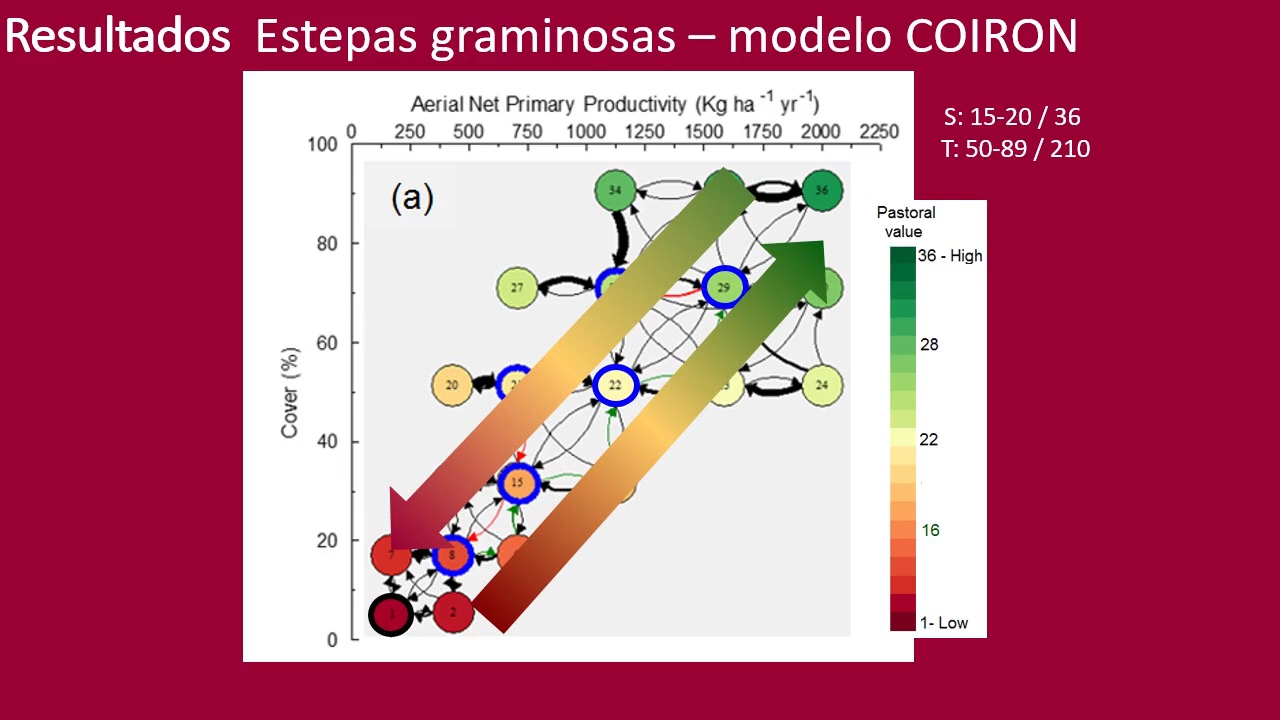 Resultados Estepas graminosas – modelo COIRON
Aerial Net Primary Productivity (Kg ha -1 yr-1)
0 250 500 750 1000 1250 1500 1750 2000 2250
S: 15-20 / 36
T: 50-89 / 210
100
80
60
40
20
0
Cover (%)
(a)
34
36
27
29
20
22
24
15
7
8
1
2
Pastoral
value
36 - High
28
22
16
1- Low